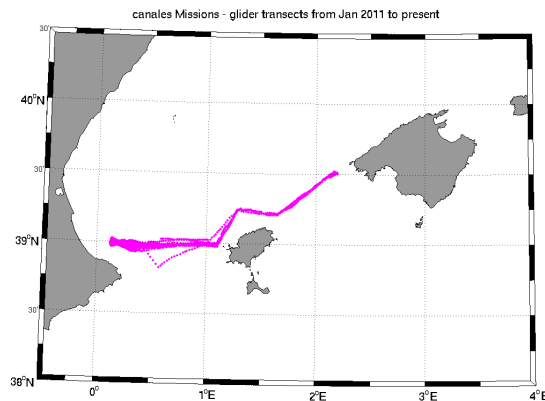 canales Missions - glider transects from Jan 2011 to present
30'
40°N
30'
39°N
30'
38°N
0°
1°E
2°E
3°E
4°E